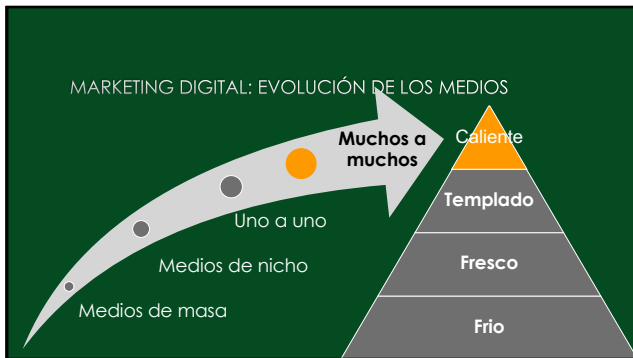 MARKETING DIGITAL: EVOLUCIÓN DE LOS MEDIOS
Muchos a
muchos
Uno a uno
Medios de nicho
Medios de masa
Caliente
Templado
Fresco
Frio